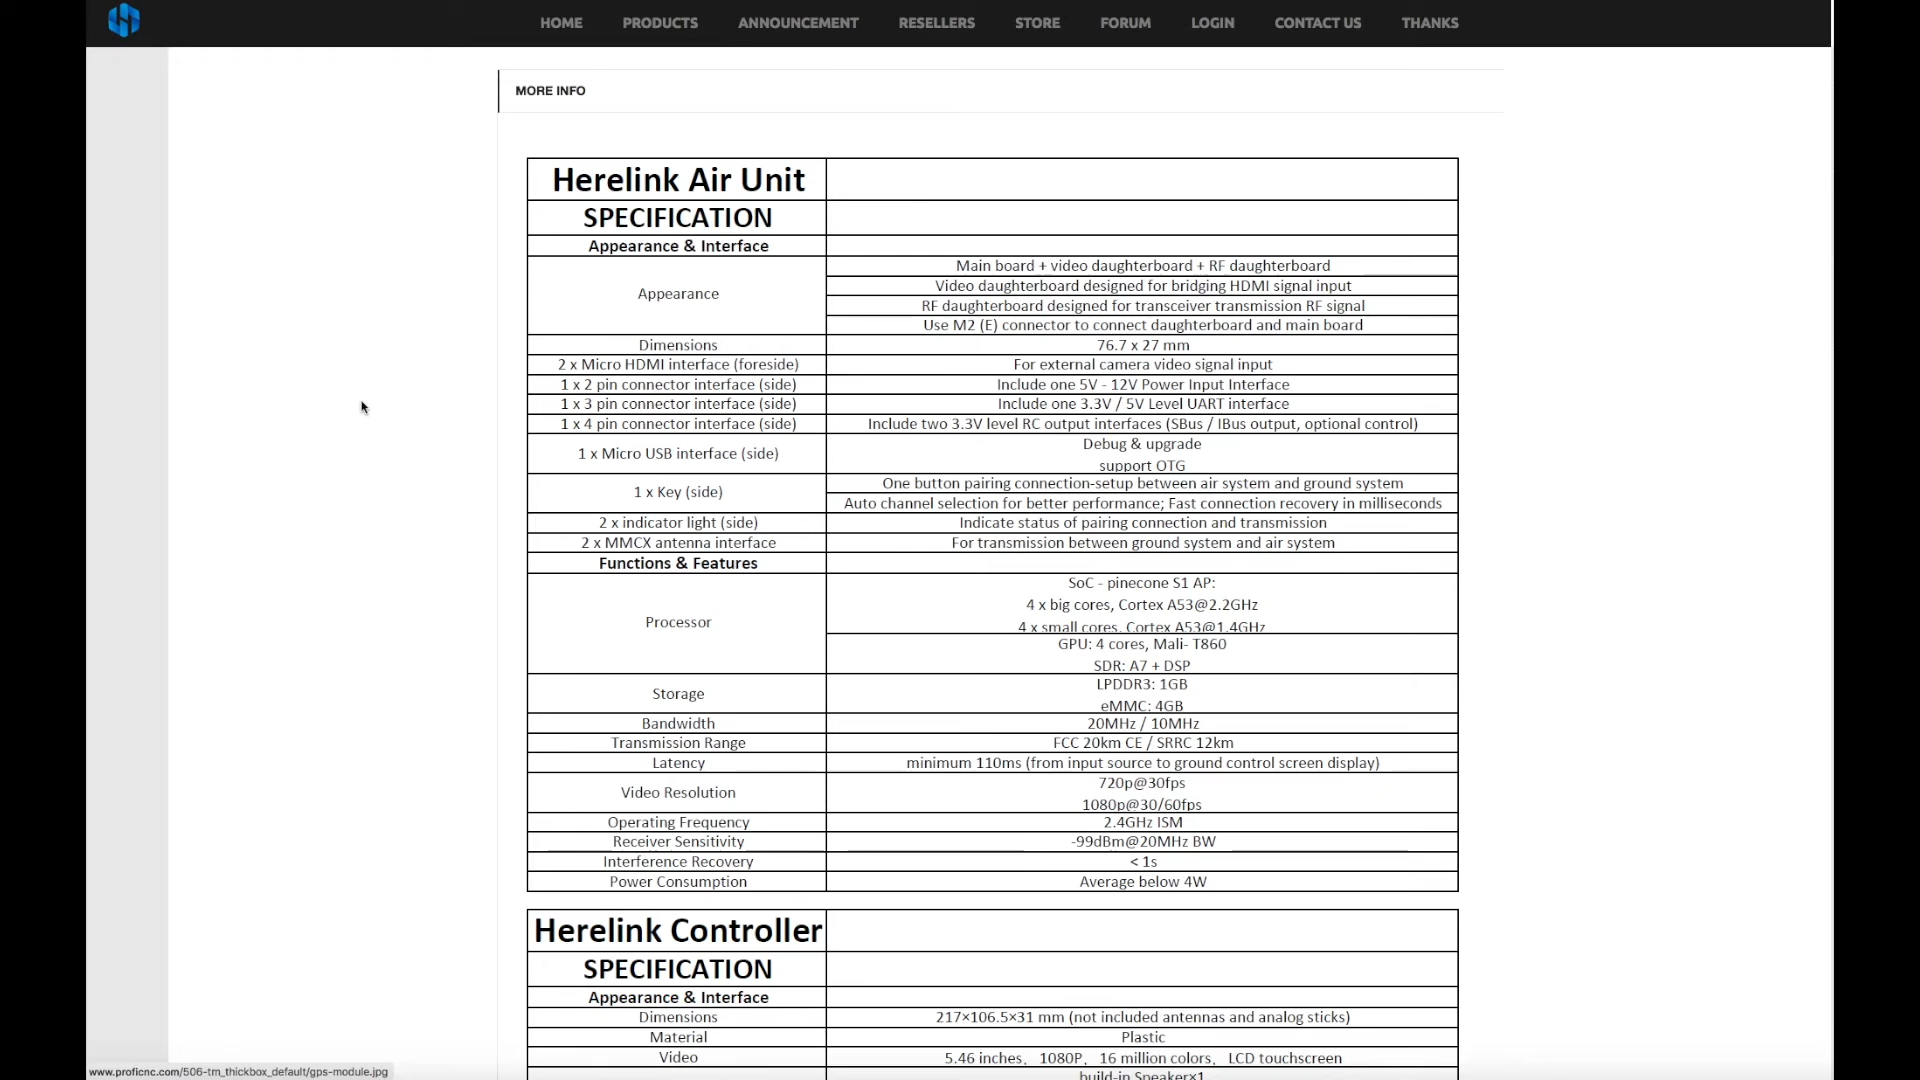 HOME PRODUCTS ANNOUNCEMENT RESELLERS STORE FORUM LOGIN CONTACT US THANKS
MORE INFO
Herelink Air Unit
SPECIFICATION
Appearance & Interface
Appearance
Main board + video daughterboard + RF daughterboard
Video daughterboard designed for bridging HDMI signal input
RF daughterboard designed for transceiver transmission RF signal
Use M2 (E) connector to connect daughterboard and main board
Dimensions 76.7 x 27 mm
2 x Micro HDMI interface (foreside) For external camera video signal input
1 x 2 pin connector interface (side) Include one 5V - 12V Power Input Interface
1 x 3 pin connector interface (side) Include one 3.3V / 5V Level UART interface
1 x 4 pin connector interface (side) Include two 3.3V level RC output interfaces (SBus / IBus output, optional control)
1 x Micro USB interface (side)
Debug & upgrade
support OTG
1 x Key (side)
One button pairing connection-setup between air system and ground system
Auto channel selection for better performance; Fast connection recovery in milliseconds
2 x indicator light (side) Indicate status of pairing connection and transmission
2 x MMCX antenna interface For transmission between ground system and air system
Functions & Features
Processor
SoC - pinecone S1 AP:
4 x big cores, Cortex A53@2.2GHz
4 x small cores, Cortex A53@1.4GHz
GPU: 4 cores, Mali- T860
SDR: A7 + DSP
Storage
LPDDR3: 1GB
eMMC: 4GB
Bandwidth 20MHz / 10MHz
Transmission Range FCC 20km CE / SRRC 12km
Latency minimum 110ms (from input source to ground control screen display)
Video Resolution
720p@30fps
1080p@30/60fps
Operating Frequency 2.4GHz ISM
Receiver Sensitivity -99dBm@20MHz BW
Interference Recovery < 1s
Power Consumption Average below 4W
Herelink Controller
SPECIFICATION
Appearance & Interface
Dimensions 217×106.5×31 mm (not included antennas and analog sticks)
Material Plastic
Video 5.46 inches、1080P、16 million colors、LCD touchscreen
build-in Speaker×1
www.proficnc.com/506-tm_thickbox_default/gps-module.jpg